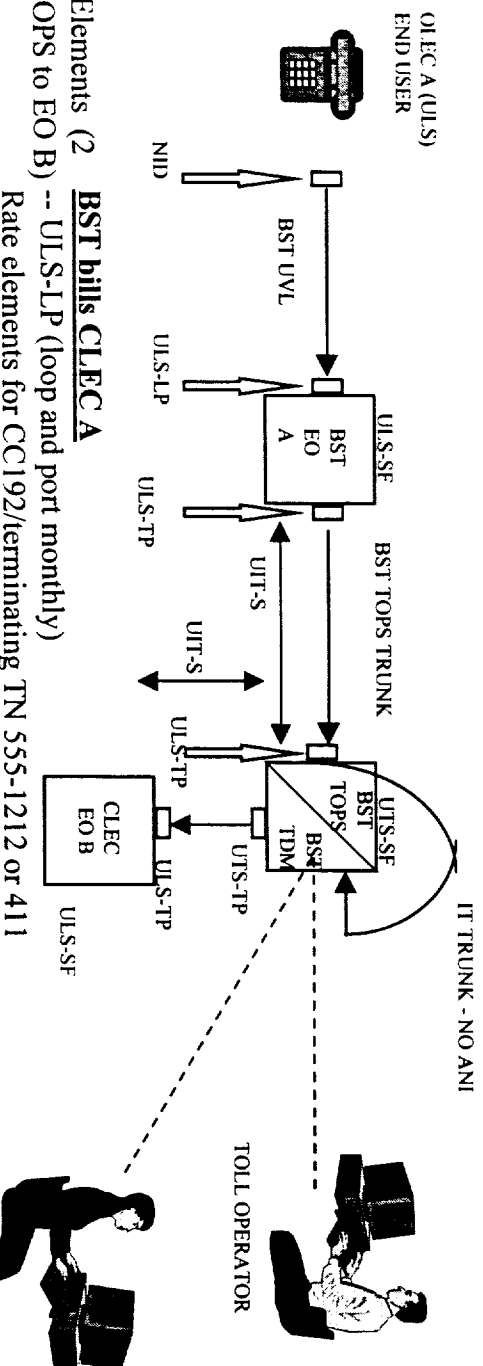 OLEC A (ULS)
END USER
NID
BST UVL
ULS-LP
ULS-SF
BST
EO
A
ULS-TP
UIT-S
BST TOPS TRUNK
UIT-S
ULS-TP
UTS-SF
BST
TOPS
BST
TDM
UTS-TP
IT TRUNK - NO ANI
ULS-TP
CLEC
EO B
ULS-SF
TOLL OPERATOR
Elements (2 BST bills CLEC A
OPS to EO B) -- ULS-LP (loop and port monthly)
Rate elements for CC192/terminating TN 555-1212 or 411